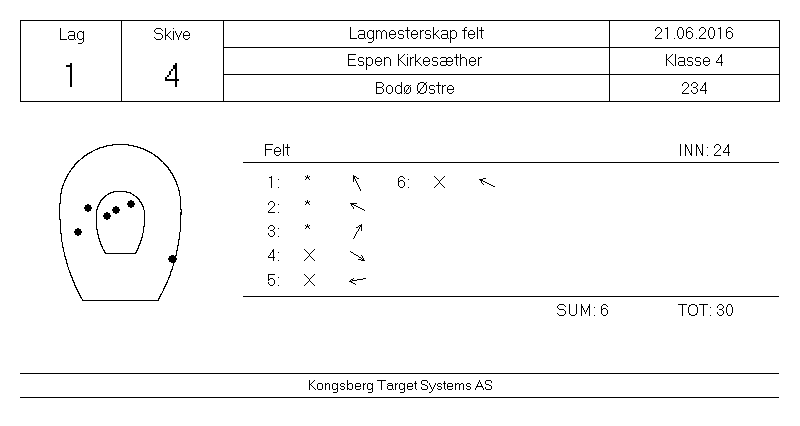 Lag Skive Lagmesterskap felt 21.06.2016
1 4 Espen Kirkesæther Klasse 4
Bodø Østre 234
Felt INN: 24
1: * 6: X
2: *
3: *
4: X
5: X
SUM: 6 TOT: 30
Kongsberg Target Systems AS